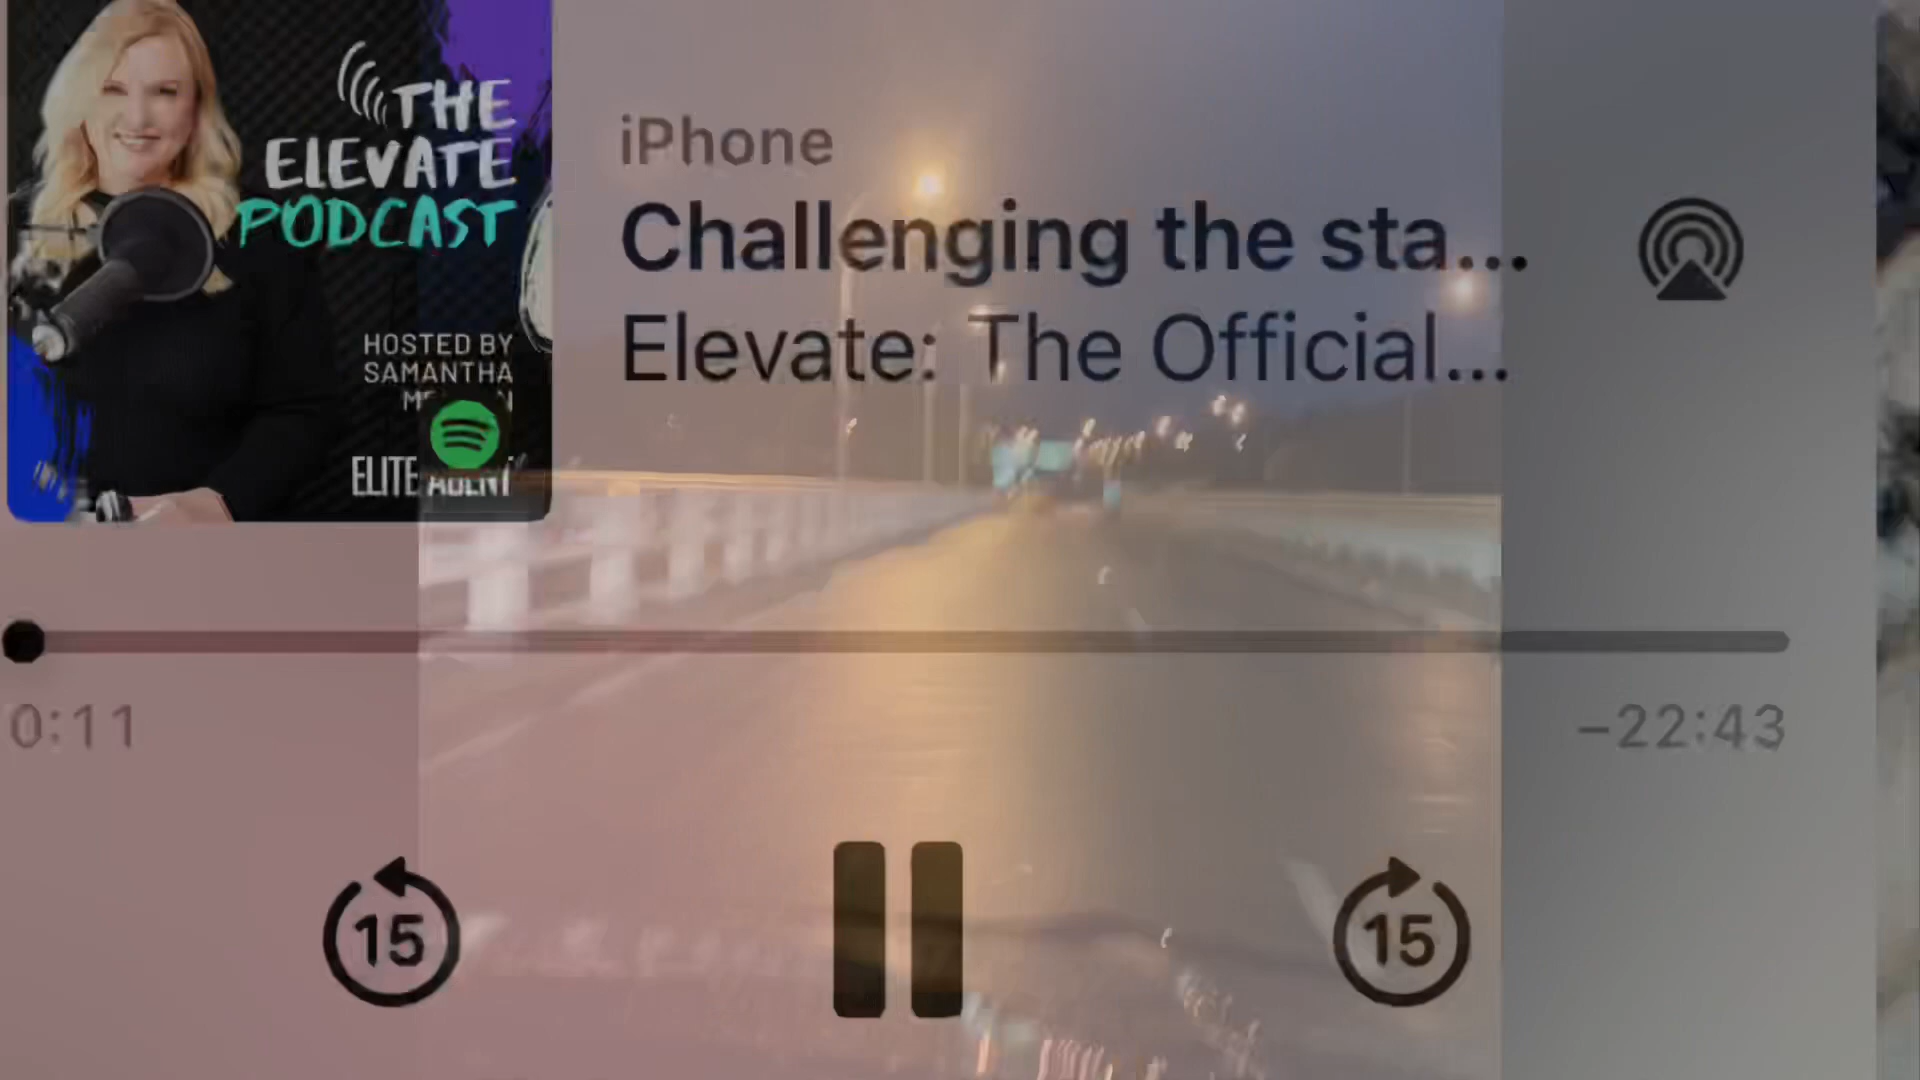 THE
ELEVATE
PODCAST
HOSTED BY
SAMANTHA
ELITE AGENT
iPhone
Challenging the sta...
Elevate: The Official...
0:11
-22:43
15
15